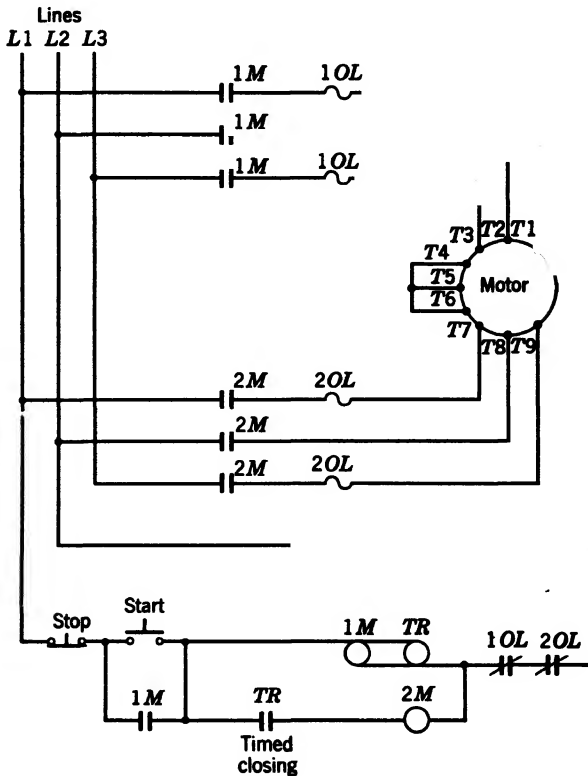 Lines
L1 L2 L3
1M 1OL
1M
1M 1OL
T3 T2 T1
T4
T5 Motor
T6
T7 T8 T9
2M 2OL
2M
2M 2OL
Stop Start 1M TR 1OL 2OL
1M TR 2M
Timed
closing